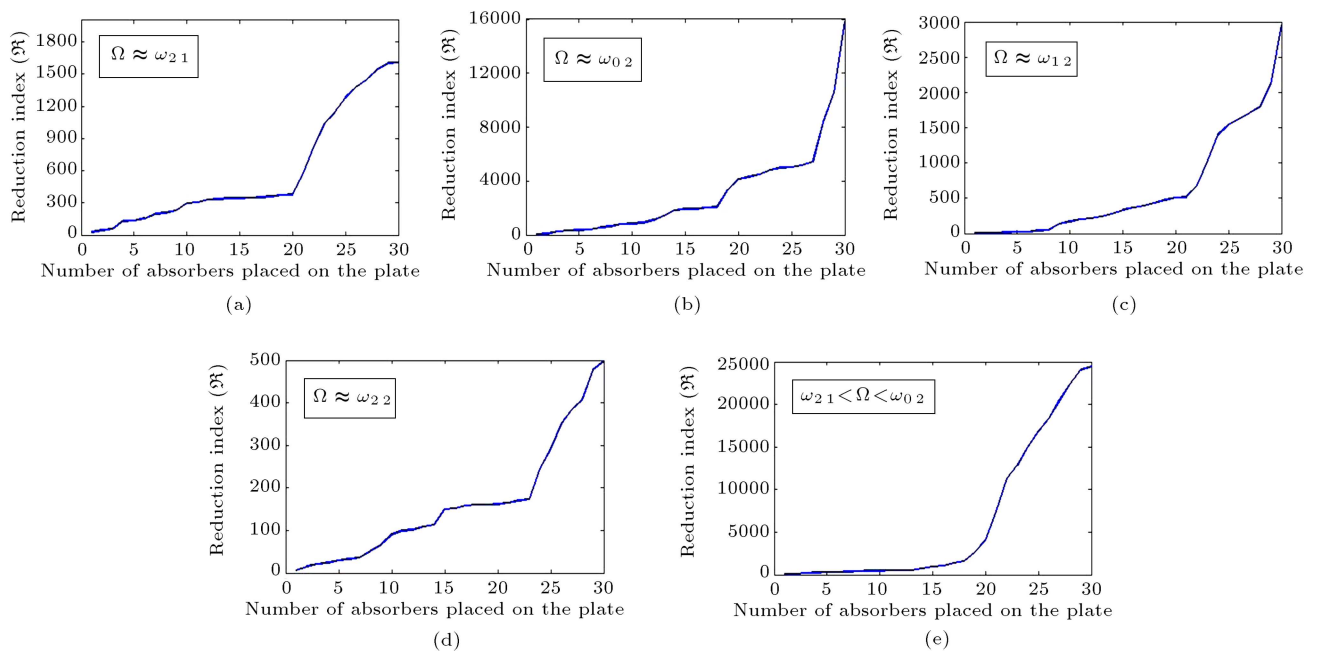 1800
1500
1200
900
600
300
0
Reduction index (ℜ)
Ω ≈ ω₂ ₁
0 5 10 15 20 25 30
Number of absorbers placed on the plate
(a)
16000
12000
8000
4000
0
Reduction index (ℜ)
Ω ≈ ω₀ ₂
0 5 10 15 20 25 30
Number of absorbers placed on the plate
(b)
3000
2500
2000
1500
1000
500
0
Reduction index (ℜ)
Ω ≈ ω₁ ₂
0 5 10 15 20 25 30
Number of absorbers placed on the plate
(c)
500
400
300
200
100
0
Reduction index (ℜ)
Ω ≈ ω₂ ₂
0 5 10 15 20 25 30
Number of absorbers placed on the plate
(d)
25000
20000
15000
10000
5000
0
Reduction index (ℜ)
ω₂ ₁<Ω<ω₀ ₂
0 5 10 15 20 25 30
Number of absorbers placed on the plate
(e)